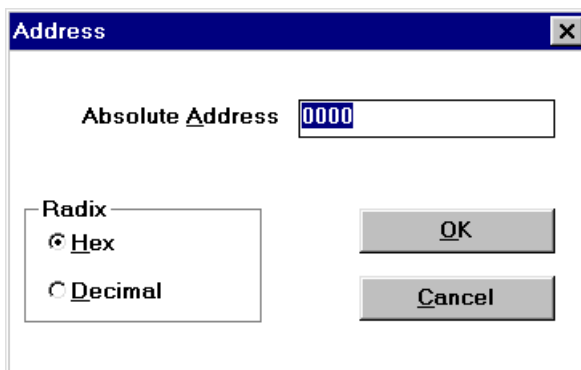 Address
Absolute Address 0000
Radix
Hex
OK
Decimal
Cancel